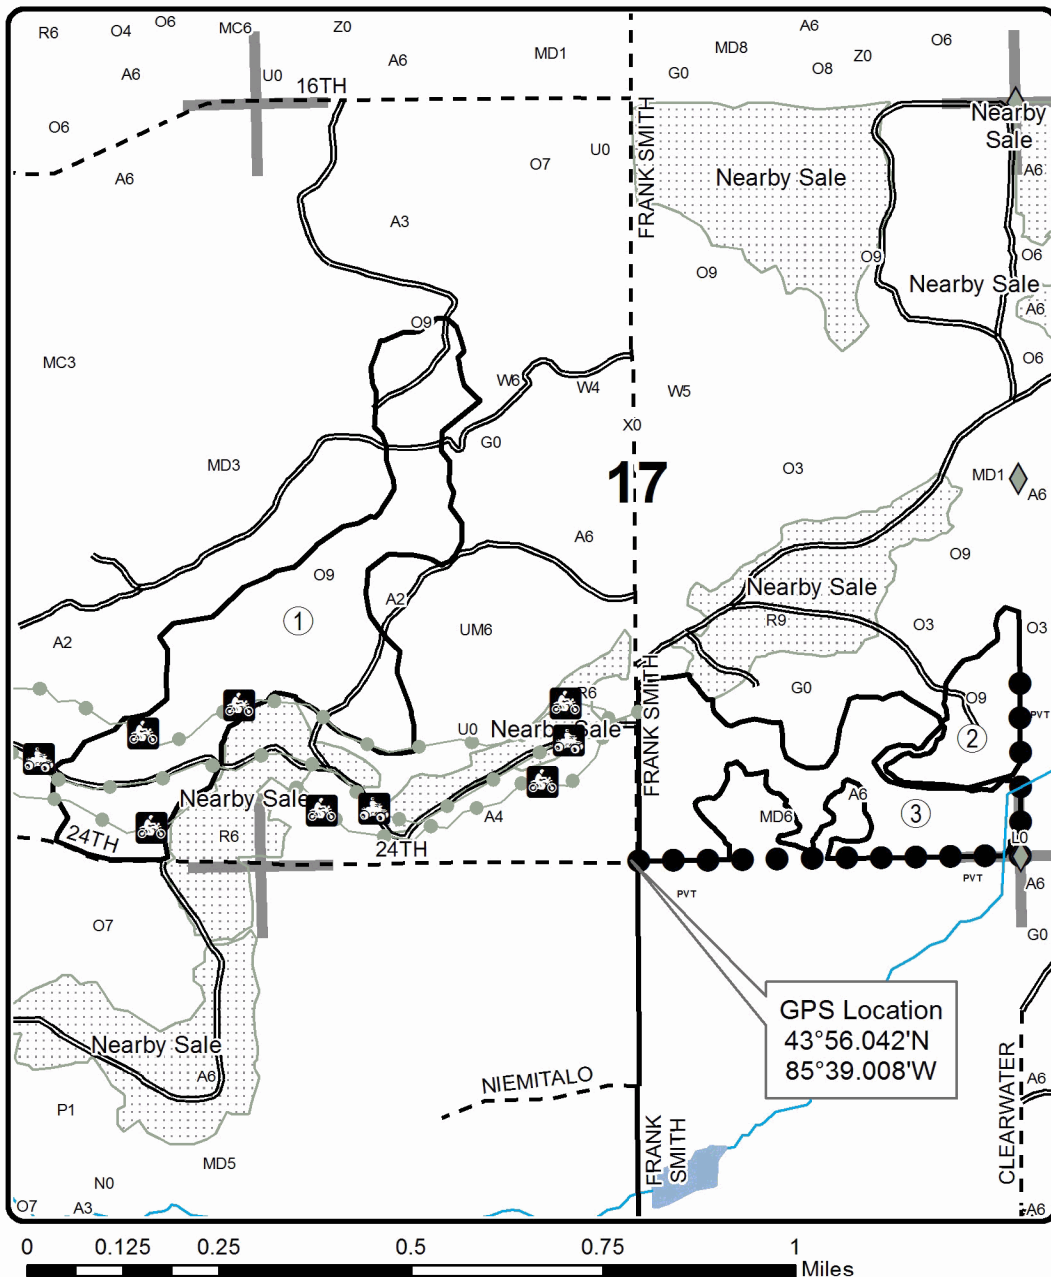 R6
O4
O6
MC6
Z0
A6
MD1
MD8
A6
Z0
O6
A6
U0
16TH
G0
O8
O6
A6
U0
O7
FRANK SMITH
Nearby Sale
Nearby
Sale
A6
A3
O9
O9
O6
Nearby Sale
A6
O9
MC3
W6
W4
W5
O6
G0
X0
MD3
17
O3
MD1
A6
A6
O9
O9
A2
Nearby Sale
1
R9
A2
UM6
O3
O3
FRANK SMITH
R6
G0
O9
PVT
U0
Nearby Sale
2
Nearby Sale
A4
MD6
A6
3
24TH
R6
24TH
L0
PVT
PVT
A6
O7
G0
GPS Location
43°56.042'N
85°39.008'W
Nearby Sale
A6
NIEMITALO
A6
P1
CLEARWATER
FRANK
SMITH
MD5
N0
O7
A3
A6
0
0.125
0.25
0.5
0.75
1
Miles